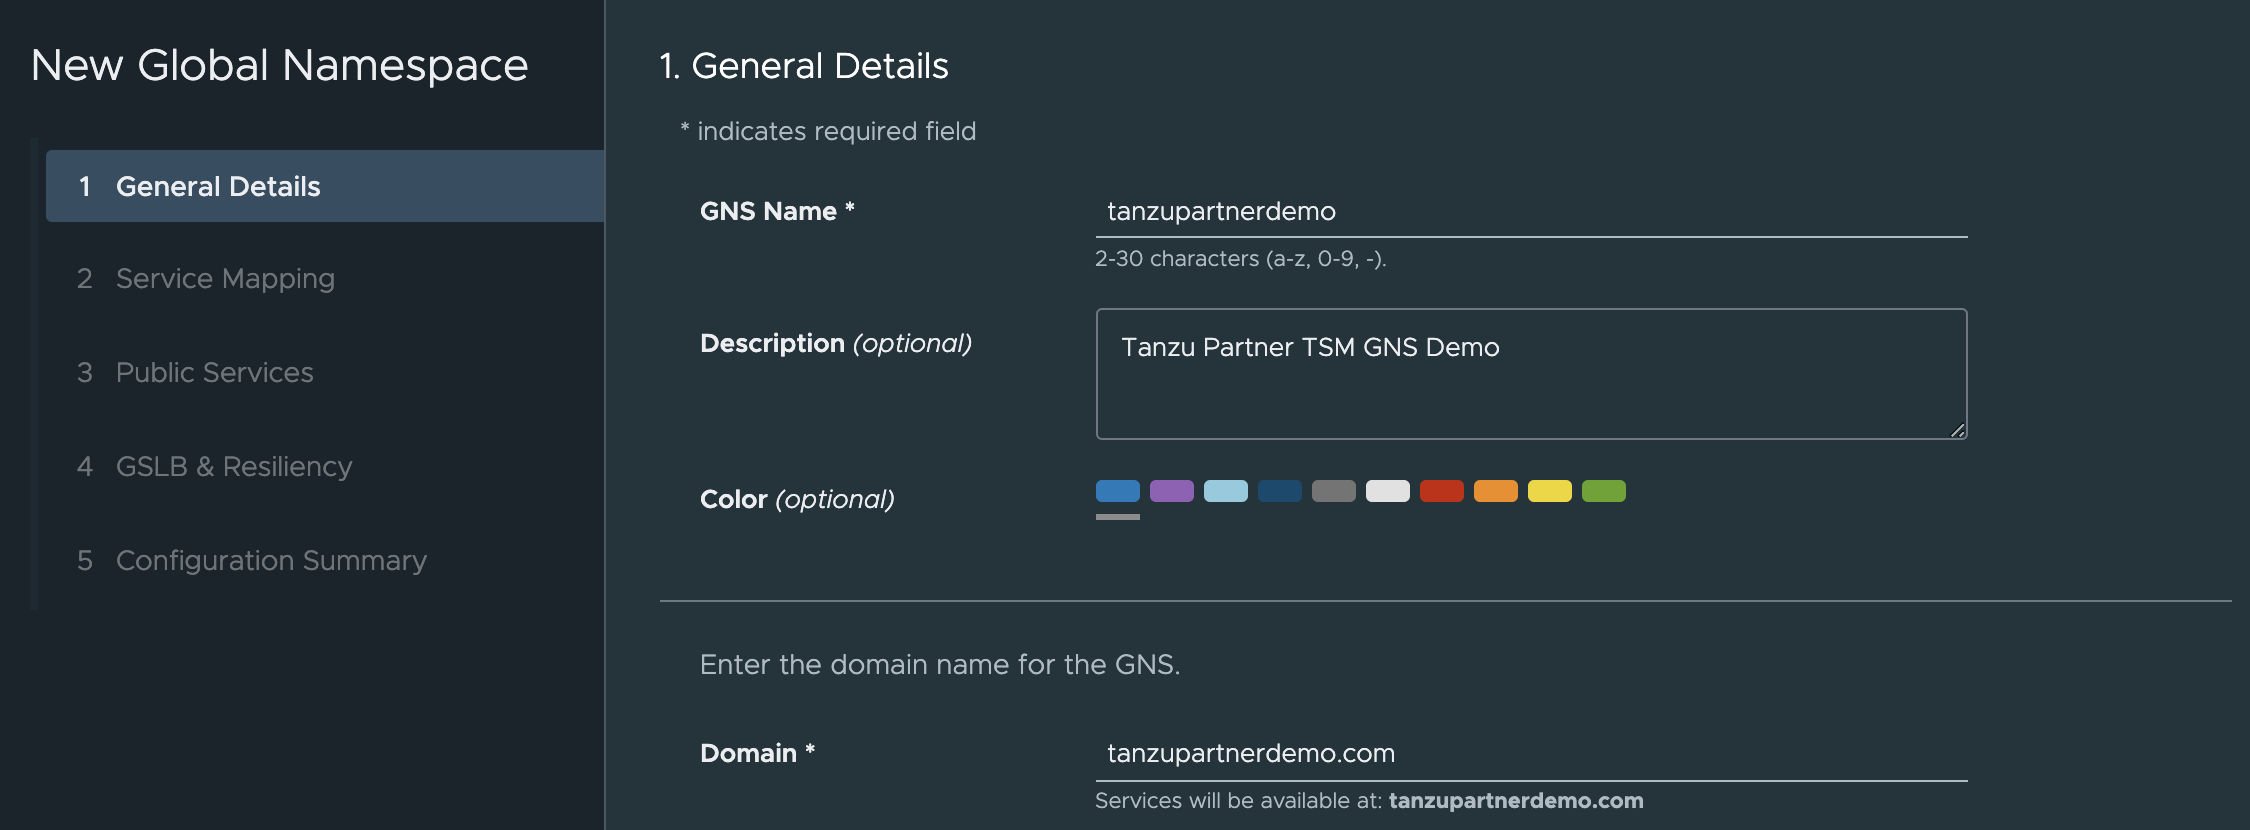 New Global Namespace
1 General Details
2 Service Mapping
3 Public Services
4 GSLB & Resiliency
5 Configuration Summary
1. General Details
* indicates required field
GNS Name *
tanzupartnerdemo
2-30 characters (a-z, 0-9, -).
Description (optional)
Tanzu Partner TSM GNS Demo
Color (optional)
Enter the domain name for the GNS.
Domain *
tanzupartnerdemo.com
Services will be available at: tanzupartnerdemo.com